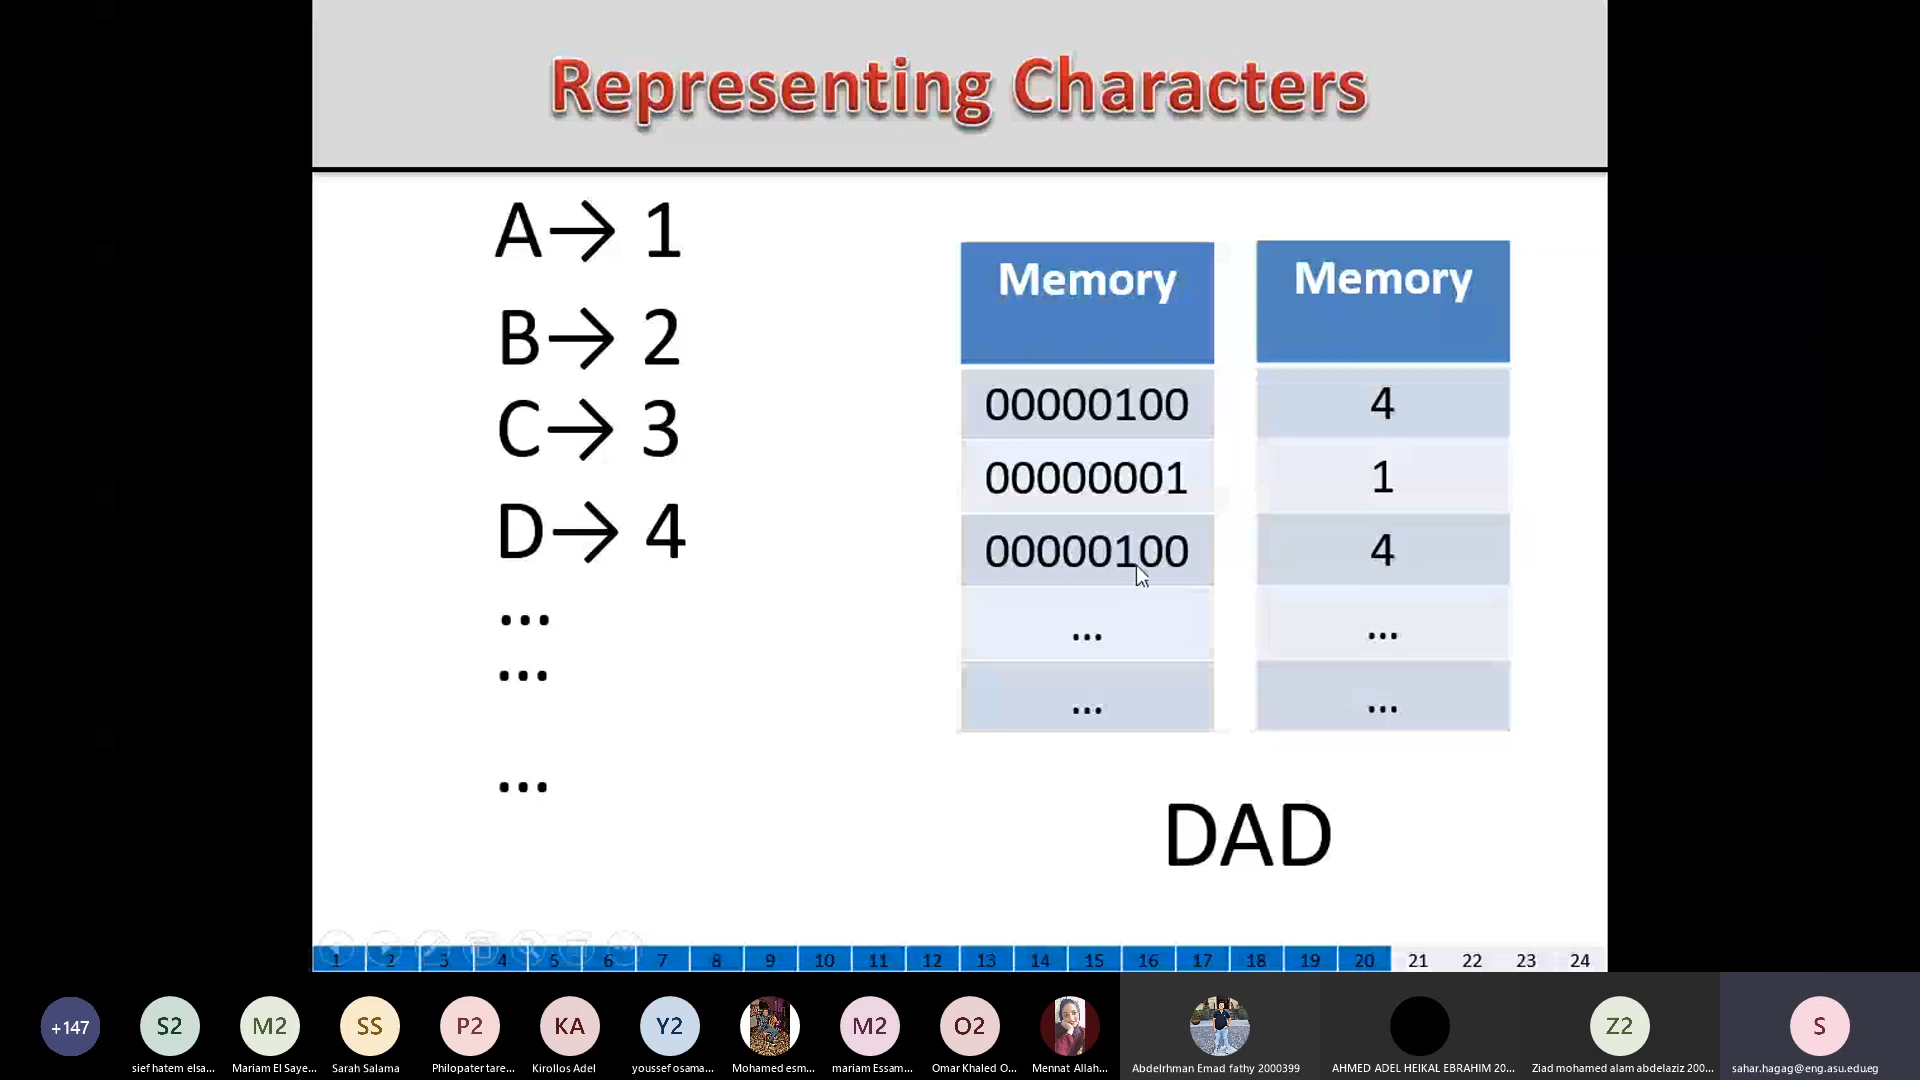 Representing Characters
A→ 1
B→ 2
C→ 3
D→ 4
...
...
...
Memory
00000100
00000001
00000100
...
...
Memory
4
1
4
...
...
DAD
1 2 3 4 5 6 7 8 9 10 11 12 13 14 15 16 17 18 19 20 21 22 23 24
+147 S2 M2 SS P2 KA Y2 M2 O2 Z2 S
sief hatem elsa... Mariam El Saye... Sarah Salama Philopater tare... Kirollos Adel youssef osama... Mohamed esm... mariam Essam... Omar Khaled O... Mennat Allah... Abdelrhman Emad fathy 2000399 AHMED ADEL HEIKAL EBRAHIM 20... Ziad mohamed alam abdelaziz 200... sahar.hagag@eng.asu.edu.eg